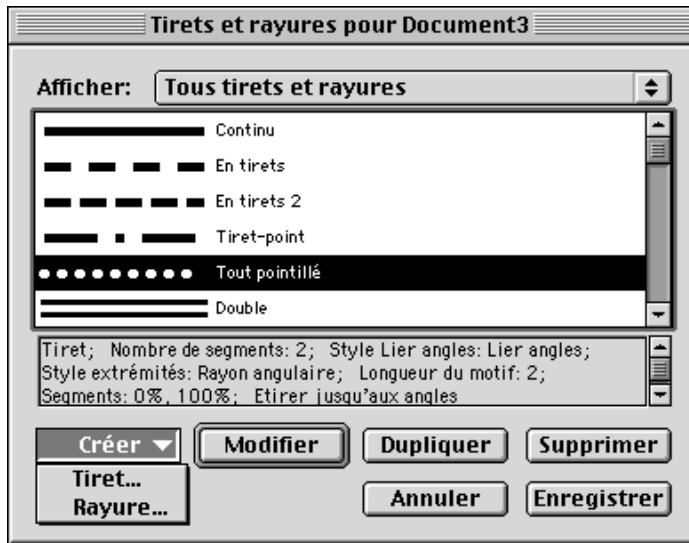 Tirets et rayures pour Document3
Afficher: Tous tirets et rayures
Continu
En tirets
En tirets 2
Tiret-point
Tout pointillé
Double
Tiret; Nombre de segments: 2; Style Lier angles: Lier angles;
Style extrémités: Rayon angulaire; Longueur du motif: 2;
Segments: 0%, 100%; Etirer jusqu'aux angles
Créer Modifier Dupliquer Supprimer
Tiret...
Rayure...
Annuler Enregistrer